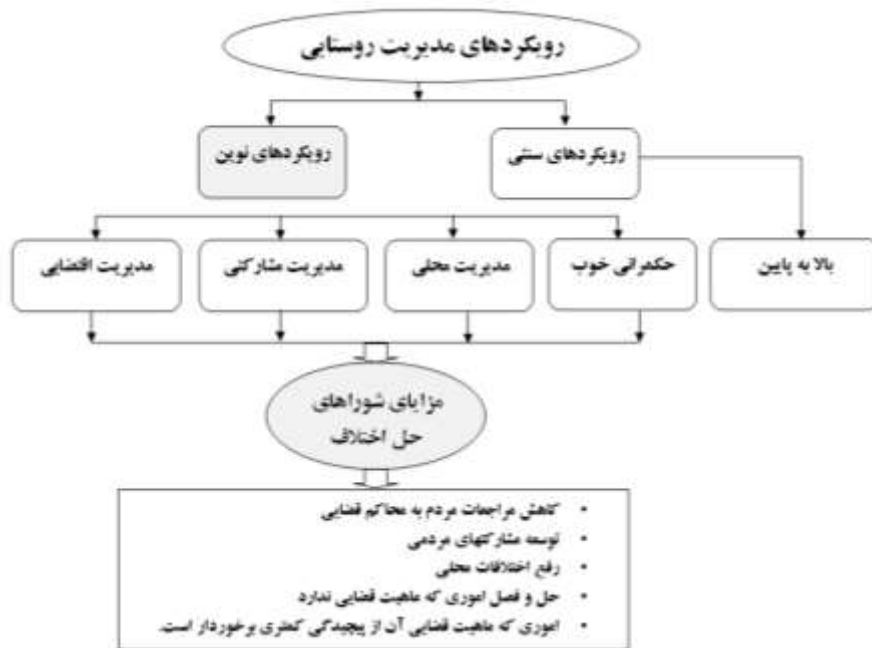 رویکردهای مدیریت روستایی
رویکردهای سنتی
رویکردهای نوین
بالا به پایین
حکمرانی خوب
مدیریت محلی
مدیریت مشارکتی
مدیریت اقتضایی
مزایای شوراهای
حل اختلاف
• کاهش مراجعات مردم به محاکم قضایی
• توسعه مشارکتهای مردمی
• رفع اختلافات محلی
• حل و فصل اموری که ماهیت قضایی ندارد
• اموری که ماهیت قضایی آن از پیچیدگی کمتری برخوردار است.